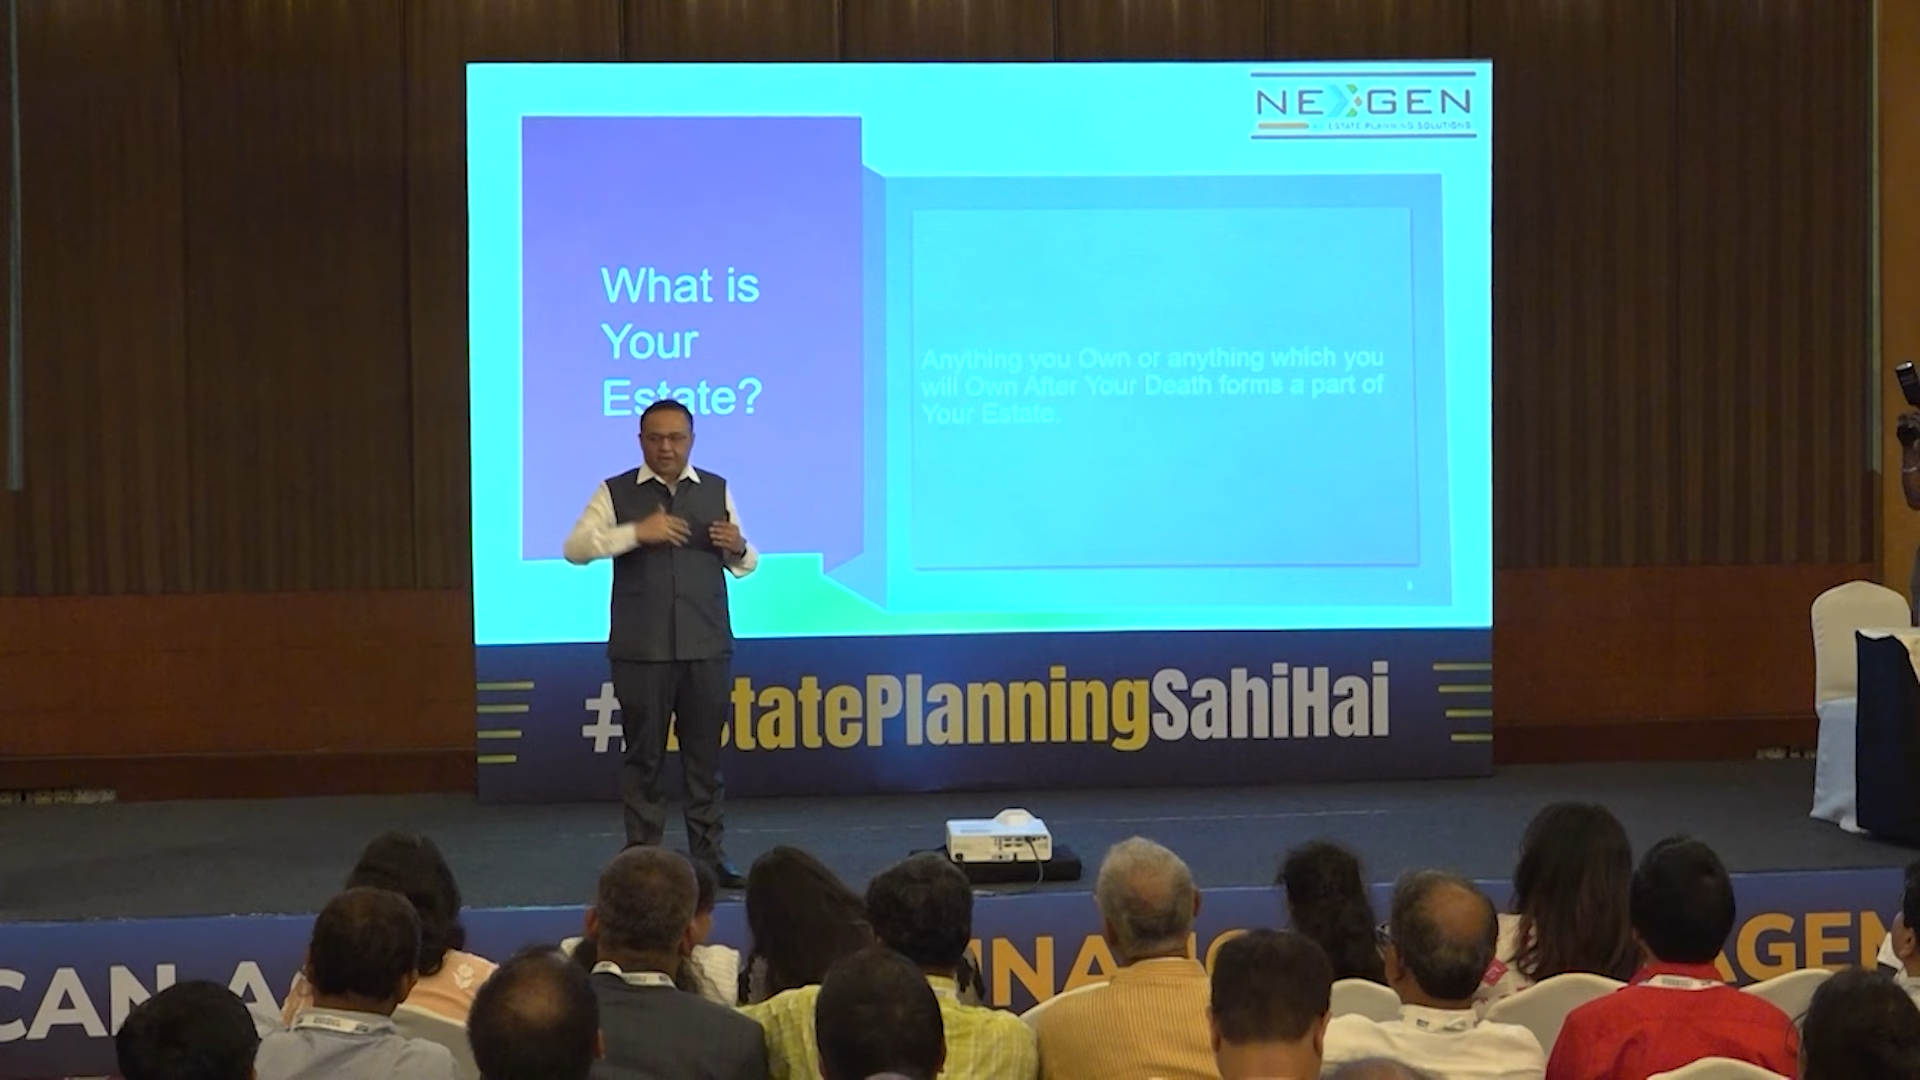 NEXGEN
ESTATE PLANNING SOLUTIONS
What is
Your
Estate?
Anything you Own or anything which you
will Own After Your Death forms a part of
Your Estate.
#EstatePlanningSahiHai
CAN A